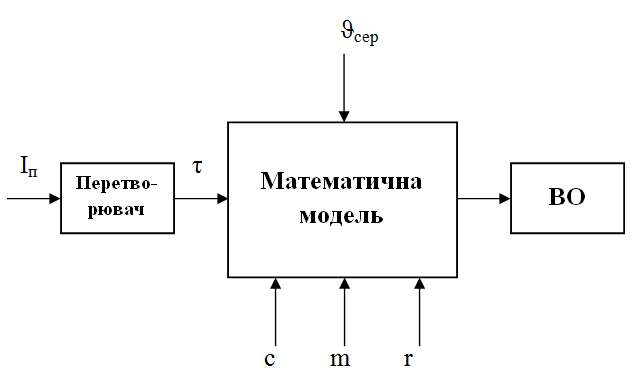 ϑсер
Iп
Перетво-
рювач
τ
Математична
модель
ВО
c
m
r